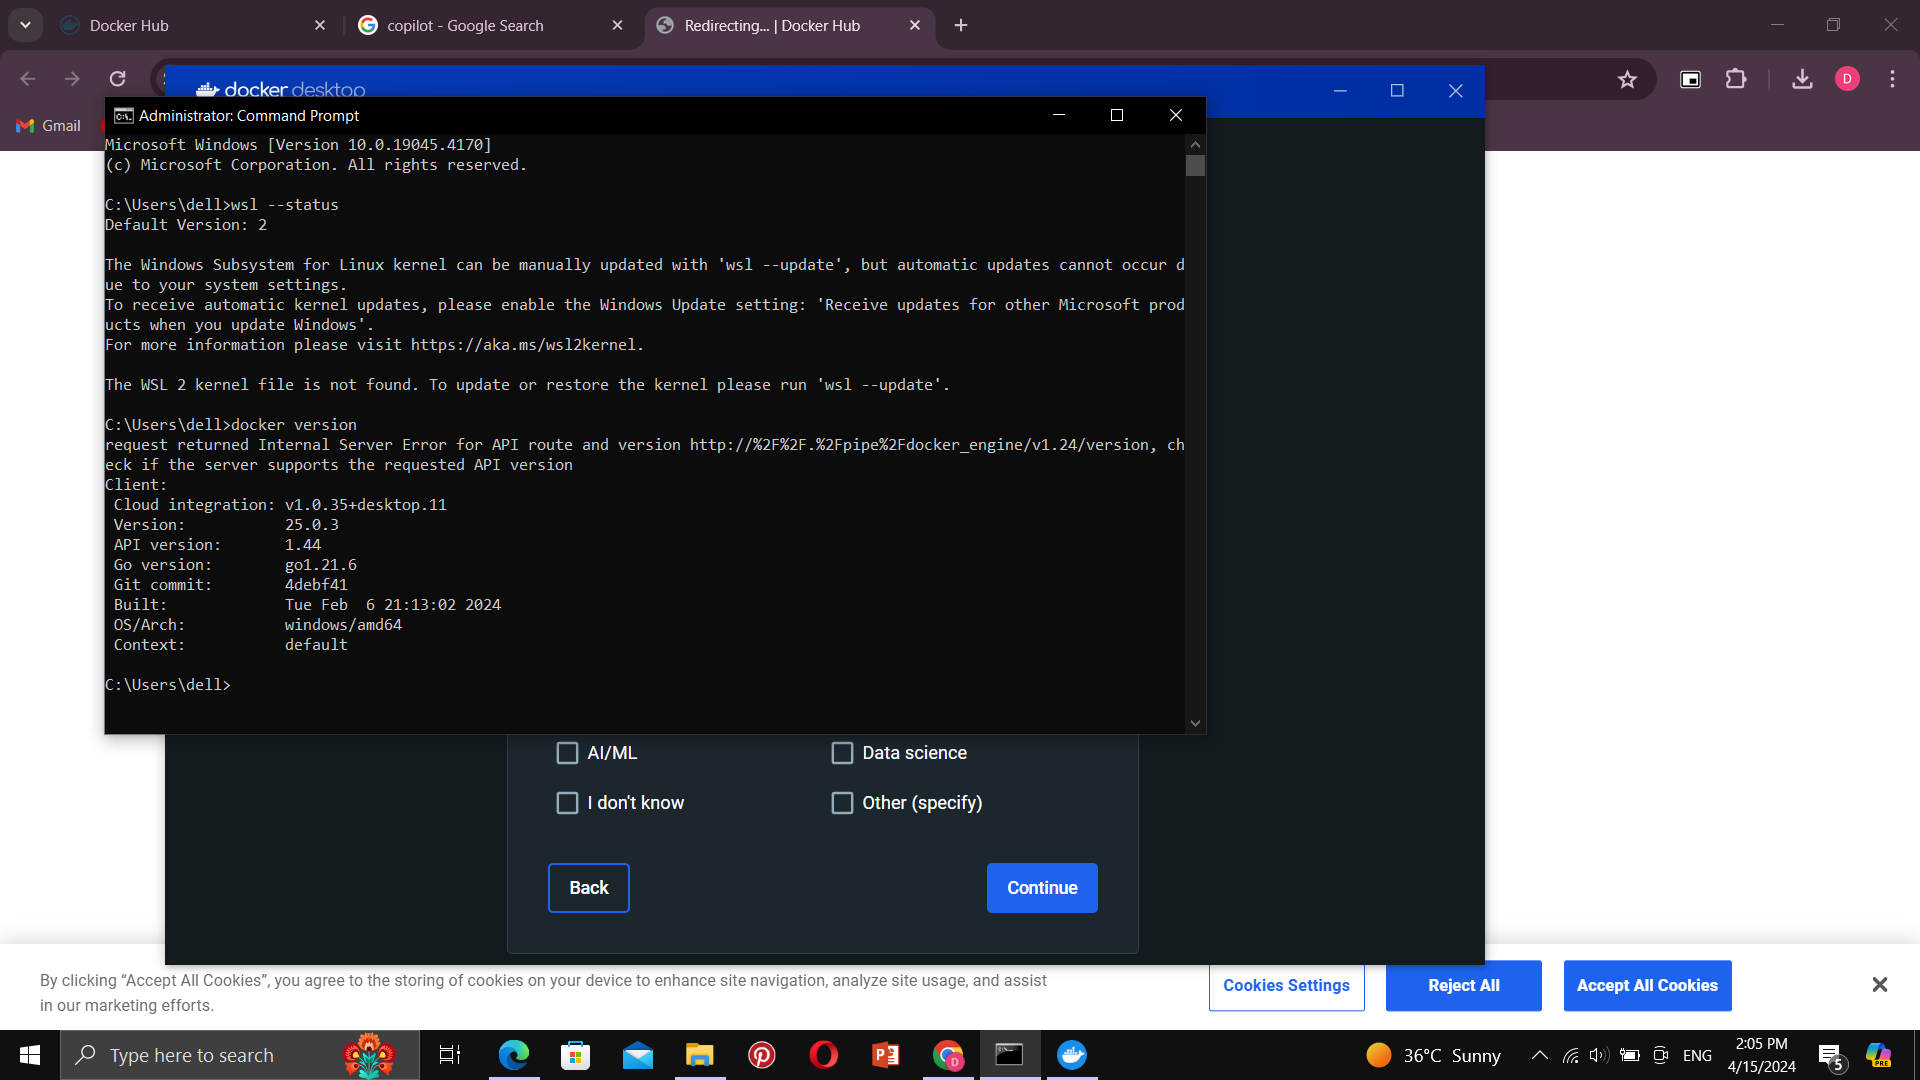 Docker Hub
copilot - Google Search
Redirecting... | Docker Hub
D
docker desktop
Gmail
Administrator: Command Prompt
Microsoft Windows [Version 10.0.19045.4170]
(c) Microsoft Corporation. All rights reserved.
C:\Users\dell>wsl --status
Default Version: 2
The Windows Subsystem for Linux kernel can be manually updated with 'wsl --update', but automatic updates cannot occur d
ue to your system settings.
To receive automatic kernel updates, please enable the Windows Update setting: 'Receive updates for other Microsoft prod
ucts when you update Windows'.
For more information please visit https://aka.ms/wsl2kernel.
The WSL 2 kernel file is not found. To update or restore the kernel please run 'wsl --update'.
C:\Users\dell>docker version
request returned Internal Server Error for API route and version http://%2F%2F.%2Fpipe%2Fdocker_engine/v1.24/version, ch
eck if the server supports the requested API version
Client:
Cloud integration: v1.0.35+desktop.11
Version: 25.0.3
API version: 1.44
Go version: go1.21.6
Git commit: 4debf41
Built: Tue Feb  6 21:13:02 2024
OS/Arch: windows/amd64
Context: default
C:\Users\dell>
AI/ML
Data science
I don't know
Other (specify)
Back
Continue
By clicking “Accept All Cookies”, you agree to the storing of cookies on your device to enhance site navigation, analyze site usage, and assist
in our marketing efforts.
Cookies Settings
Reject All
Accept All Cookies
Type here to search
36°C Sunny
ENG
2:05 PM
4/15/2024
5
PRE